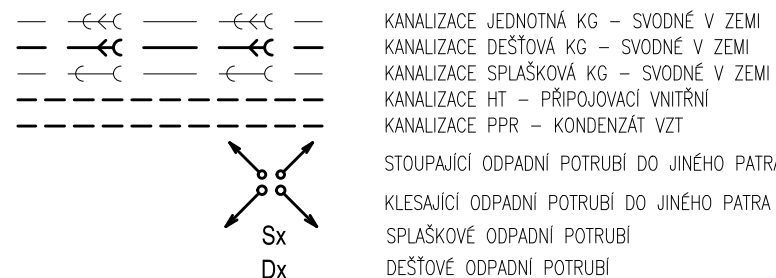 KANALIZACE JEDNOTNÁ KG – SVODNÉ V ZEMI
KANALIZACE DEŠŤOVÁ KG – SVODNÉ V ZEMI
KANALIZACE SPLAŠKOVÁ KG – SVODNÉ V ZEMI
KANALIZACE HT – PŘIPOJOVACÍ VNITŘNÍ
KANALIZACE PPR – KONDENZÁT VZT
STOUPAJÍCÍ ODPADNÍ POTRUBÍ DO JINÉHO PATRA
KLESAJÍCÍ ODPADNÍ POTRUBÍ DO JINÉHO PATRA
Sx SPLAŠKOVÉ ODPADNÍ POTRUBÍ
Dx DEŠŤOVÉ ODPADNÍ POTRUBÍ